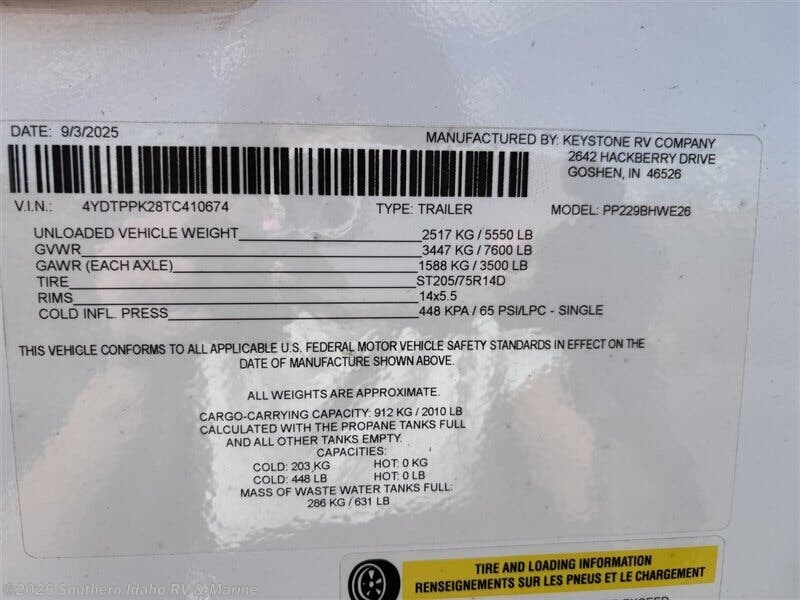 DATE: 9/3/2025
MANUFACTURED BY: KEYSTONE RV COMPANY
2642 HACKBERRY DRIVE
GOSHEN, IN 46526
V.I.N.: 4YDTPPK28TC410674 TYPE: TRAILER MODEL: PP229BHWE26
UNLOADED VEHICLE WEIGHT 2517 KG / 5550 LB
GVWR 3447 KG / 7600 LB
GAWR (EACH AXLE) 1588 KG / 3500 LB
TIRE ST205/75R14D
RIMS 14x5.5
COLD INFL. PRESS 448 KPA / 65 PSI/LPC - SINGLE
THIS VEHICLE CONFORMS TO ALL APPLICABLE U.S. FEDERAL MOTOR VEHICLE SAFETY STANDARDS IN EFFECT ON THE
DATE OF MANUFACTURE SHOWN ABOVE.
ALL WEIGHTS ARE APPROXIMATE.
CARGO-CARRYING CAPACITY: 912 KG / 2010 LB
CALCULATED WITH THE PROPANE TANKS FULL
AND ALL OTHER TANKS EMPTY.
CAPACITIES:
COLD: 203 KG HOT: 0 KG
COLD: 448 LB HOT: 0 LB
MASS OF WASTE WATER TANKS FULL:
286 KG / 631 LB
TIRE AND LOADING INFORMATION
RENSEIGNEMENTS SUR LES PNEUS ET LE CHARGEMENT
©2026 Southern Idaho RV & Marine